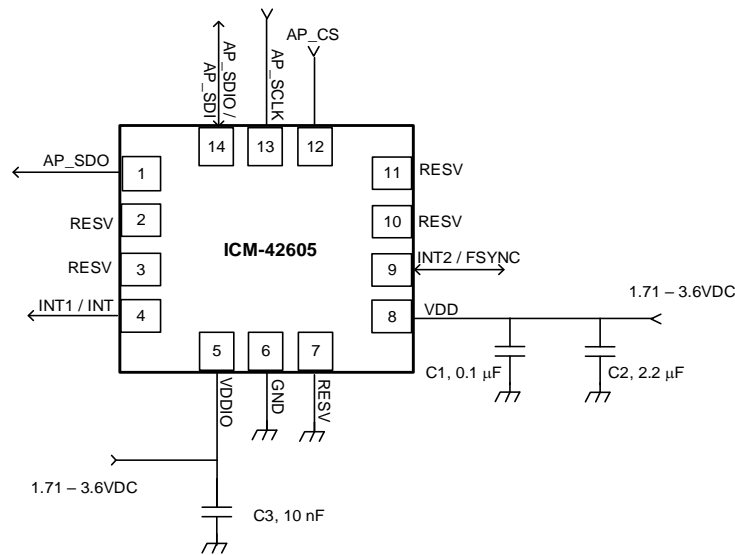 AP_SDIO /
AP_SDI
AP_SCLK
AP_CS
14
13
12
AP_SDO
1
11
RESV
RESV
2
10
RESV
ICM-42605
RESV
3
9
INT2 / FSYNC
INT1 / INT
4
8
VDD
1.71 – 3.6VDC
5
6
7
C1, 0.1 μF
C2, 2.2 μF
VDDIO
GND
RESV
1.71 – 3.6VDC
C3, 10 nF